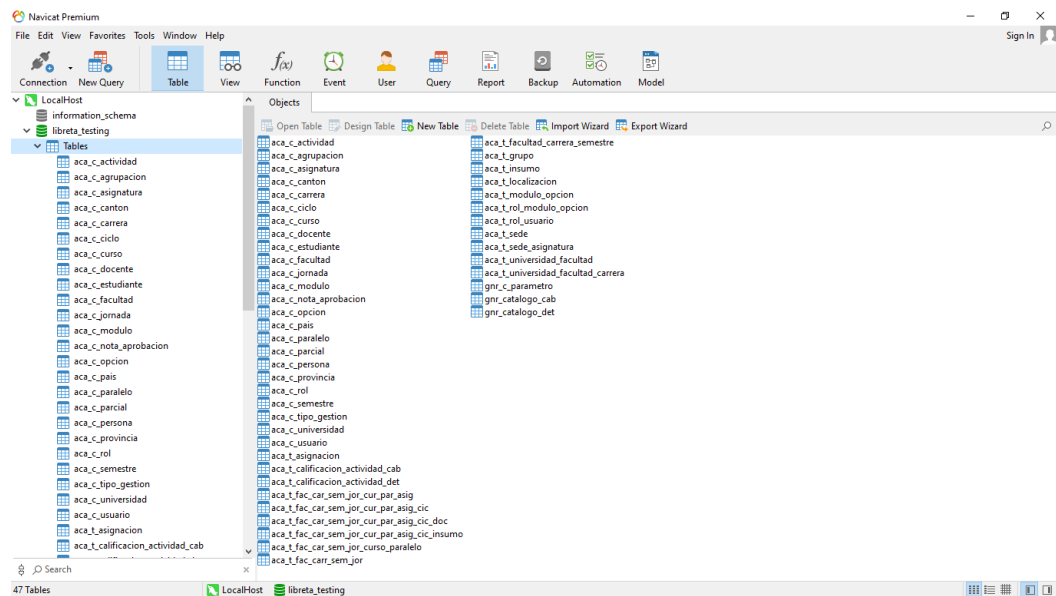 Navicat Premium
File Edit View Favorites Tools Window Help
Sign In
Connection New Query Table View Function Event User Query Report Backup Automation Model
f(x)
LocalHost
information_schema
libreta_testing
Tables
aca_c_actividad
aca_c_agrupacion
aca_c_asignatura
aca_c_canton
aca_c_carrera
aca_c_ciclo
aca_c_curso
aca_c_docente
aca_c_estudiante
aca_c_facultad
aca_c_jornada
aca_c_modulo
aca_c_nota_aprobacion
aca_c_opcion
aca_c_pais
aca_c_paralelo
aca_c_parcial
aca_c_persona
aca_c_provincia
aca_c_rol
aca_c_semestre
aca_c_tipo_gestion
aca_c_universidad
aca_c_usuario
aca_t_asignacion
aca_t_calificacion_actividad_cab
Search
Objects
Open Table Design Table New Table Delete Table Import Wizard Export Wizard
aca_c_actividad
aca_c_agrupacion
aca_c_asignatura
aca_c_canton
aca_c_carrera
aca_c_ciclo
aca_c_curso
aca_c_docente
aca_c_estudiante
aca_c_facultad
aca_c_jornada
aca_c_modulo
aca_c_nota_aprobacion
aca_c_opcion
aca_c_pais
aca_c_paralelo
aca_c_parcial
aca_c_persona
aca_c_provincia
aca_c_rol
aca_c_semestre
aca_c_tipo_gestion
aca_c_universidad
aca_c_usuario
aca_t_asignacion
aca_t_calificacion_actividad_cab
aca_t_calificacion_actividad_det
aca_t_fac_car_sem_jor_cur_par_asig
aca_t_fac_car_sem_jor_cur_par_asig_cic
aca_t_fac_car_sem_jor_cur_par_asig_cic_doc
aca_t_fac_car_sem_jor_cur_par_asig_cic_insumo
aca_t_fac_car_sem_jor_curso_paralelo
aca_t_fac_carr_sem_jor
aca_t_facultad_carrera_semestre
aca_t_grupo
aca_t_insumo
aca_t_localizacion
aca_t_modulo_opcion
aca_t_rol_modulo_opcion
aca_t_rol_usuario
aca_t_sede
aca_t_sede_asignatura
aca_t_universidad_facultad
aca_t_universidad_facultad_carrera
gnr_c_parametro
gnr_catalogo_cab
gnr_catalogo_det
47 Tables LocalHost libreta_testing